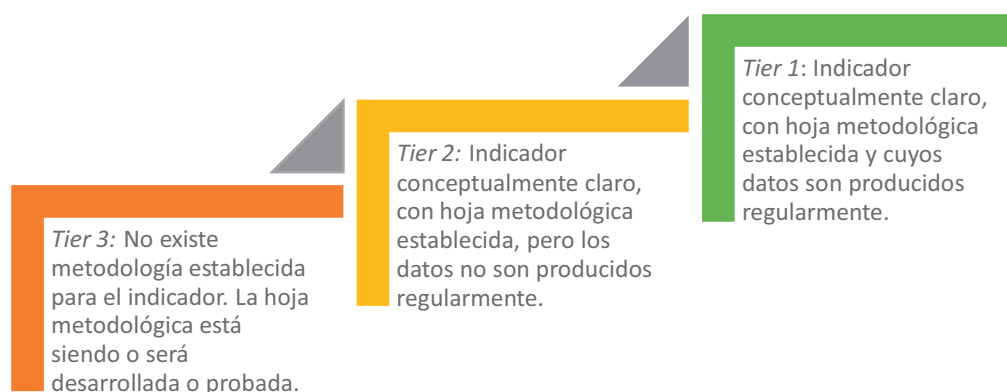 Tier 1: Indicador
conceptualmente claro,
con hoja metodológica
establecida y cuyos
datos son producidos
regularmente.
Tier 2: Indicador
conceptualmente claro,
con hoja metodológica
establecida, pero los
datos no son producidos
regularmente.
Tier 3: No existe
metodología establecida
para el indicador. La hoja
metodológica está
siendo o será
desarrollada o probada.